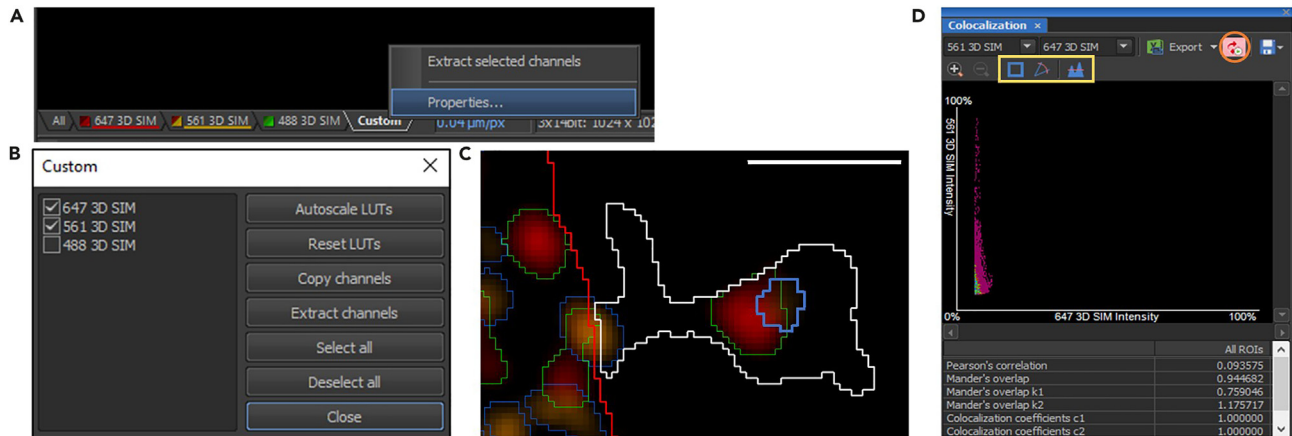 A
Extract selected channels
Properties...
All 647 3D SIM 561 3D SIM 488 3D SIM Custom 0.04 µm/px 3x14bit: 1024 x 102
B
Custom
647 3D SIM
561 3D SIM
488 3D SIM
Autoscale LUTs
Reset LUTs
Copy channels
Extract channels
Select all
Deselect all
Close
C
D
Colocalization
561 3D SIM 647 3D SIM Export
100%
561 3D SIM Intensity
0% 647 3D SIM Intensity 100%
All ROIs
Pearson's correlation 0.093575
Mander's overlap 0.944682
Mander's overlap k1 0.759046
Mander's overlap k2 1.175717
Colocalization coefficients c1 1.000000
Colocalization coefficients c2 1.000000